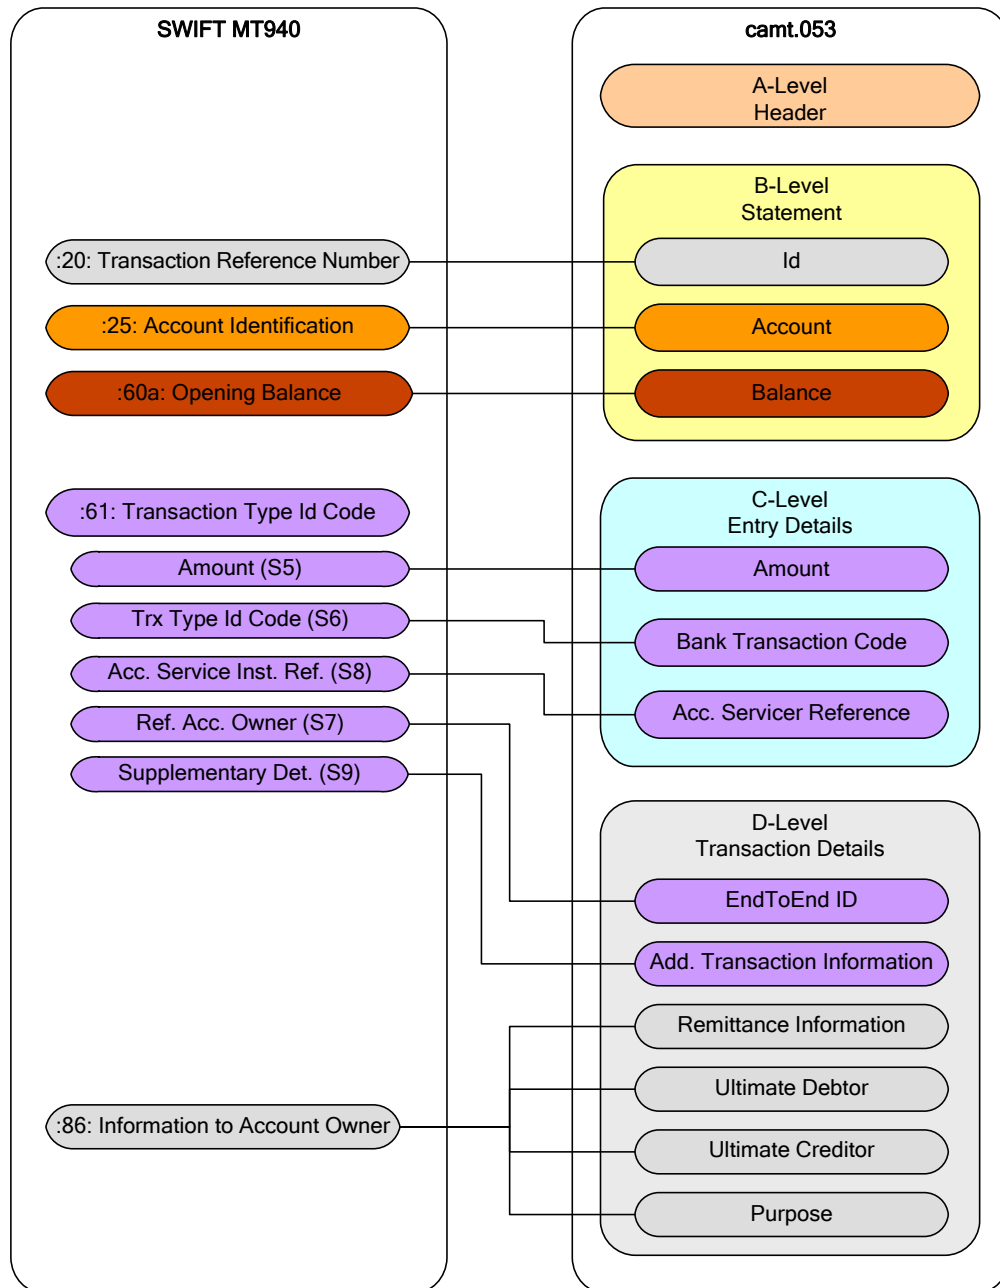 SWIFT MT940
:20: Transaction Reference Number
:25: Account Identification
:60a: Opening Balance
:61: Transaction Type Id Code
Amount (S5)
Trx Type Id Code (S6)
Acc. Service Inst. Ref. (S8)
Ref. Acc. Owner (S7)
Supplementary Det. (S9)
:86: Information to Account Owner
camt.053
A-Level
Header
B-Level
Statement
Id
Account
Balance
C-Level
Entry Details
Amount
Bank Transaction Code
Acc. Servicer Reference
D-Level
Transaction Details
EndToEnd ID
Add. Transaction Information
Remittance Information
Ultimate Debtor
Ultimate Creditor
Purpose